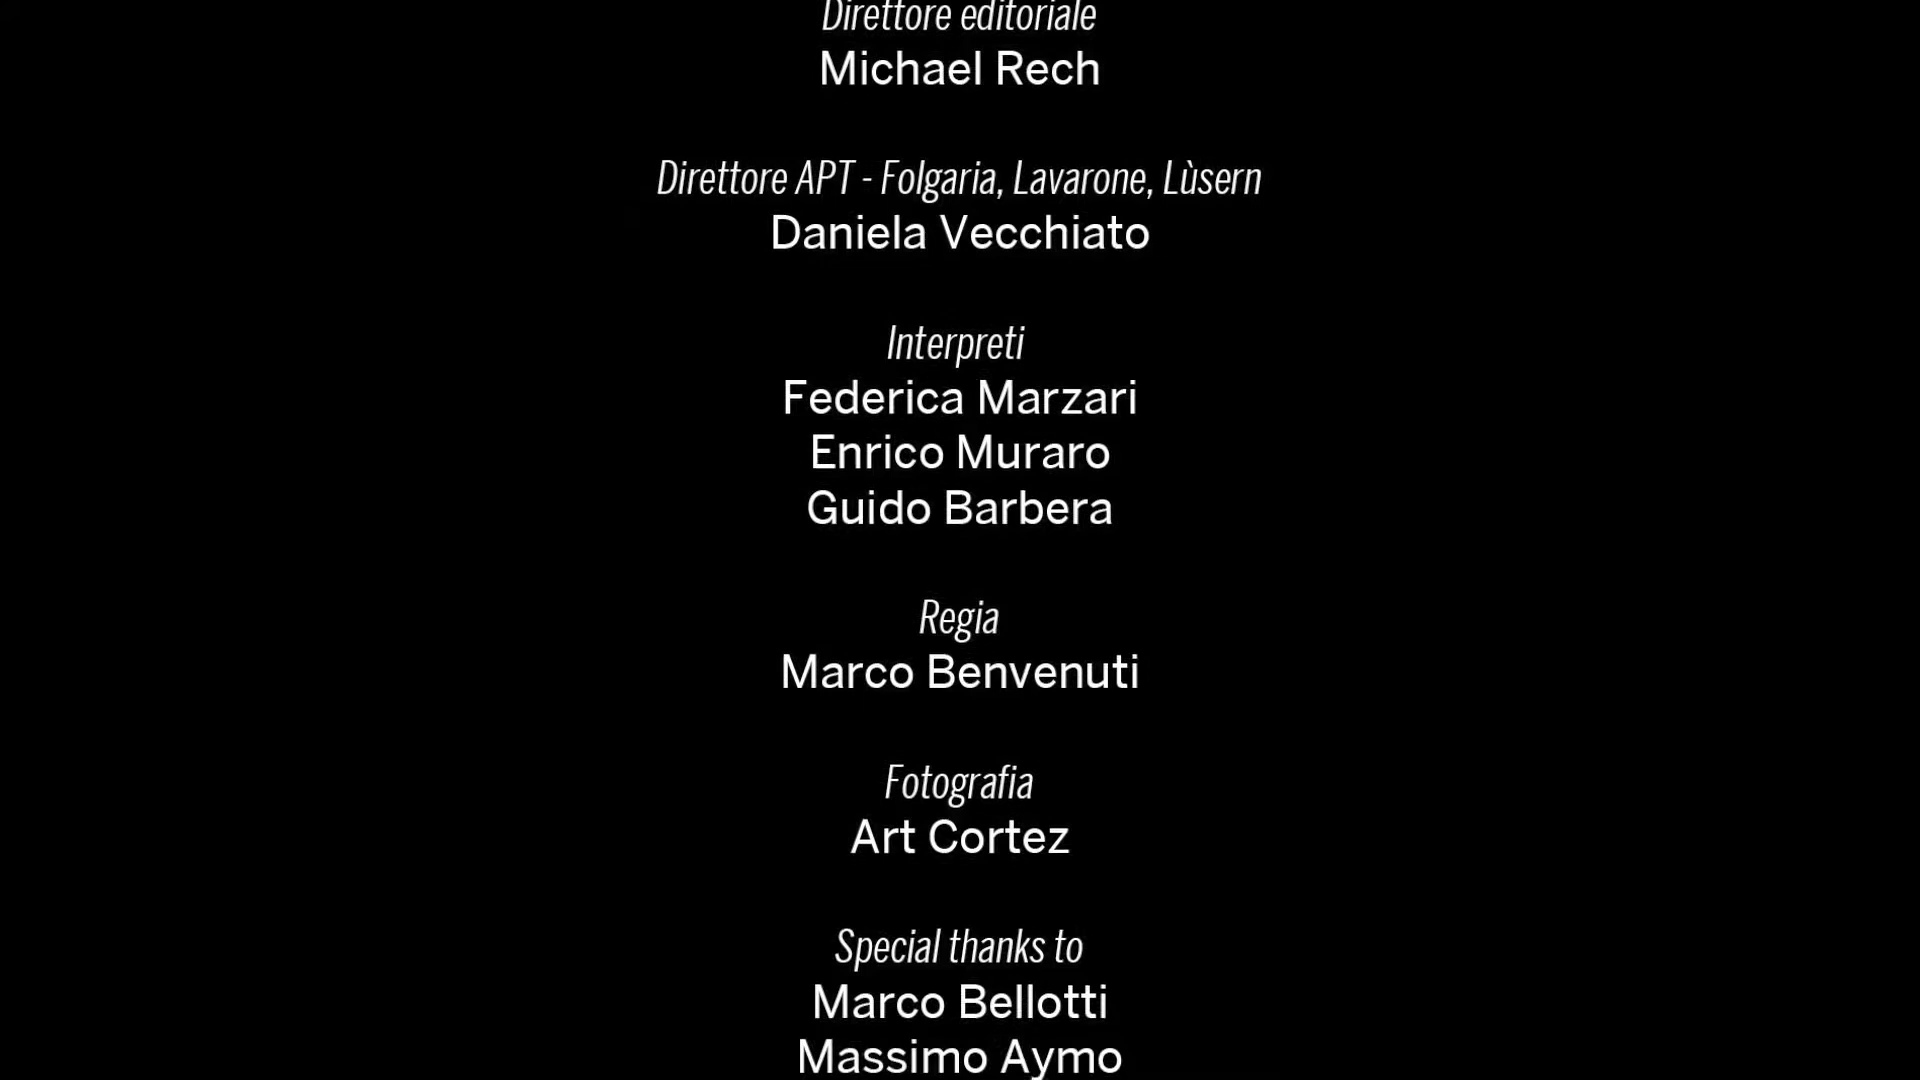 Direttore editoriale
Michael Rech
Direttore APT - Folgaria, Lavarone, Lùsern
Daniela Vecchiato
Interpreti
Federica Marzari
Enrico Muraro
Guido Barbera
Regia
Marco Benvenuti
Fotografia
Art Cortez
Special thanks to
Marco Bellotti
Massimo Aymo